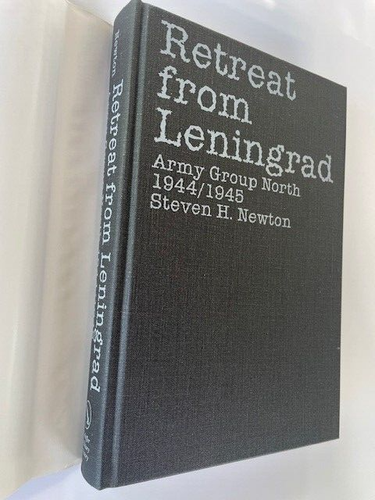 Retreat
from
Leningrad
Army Group North
1944/1945
Steven H. Newton
Newton
Retreat from Leningrad